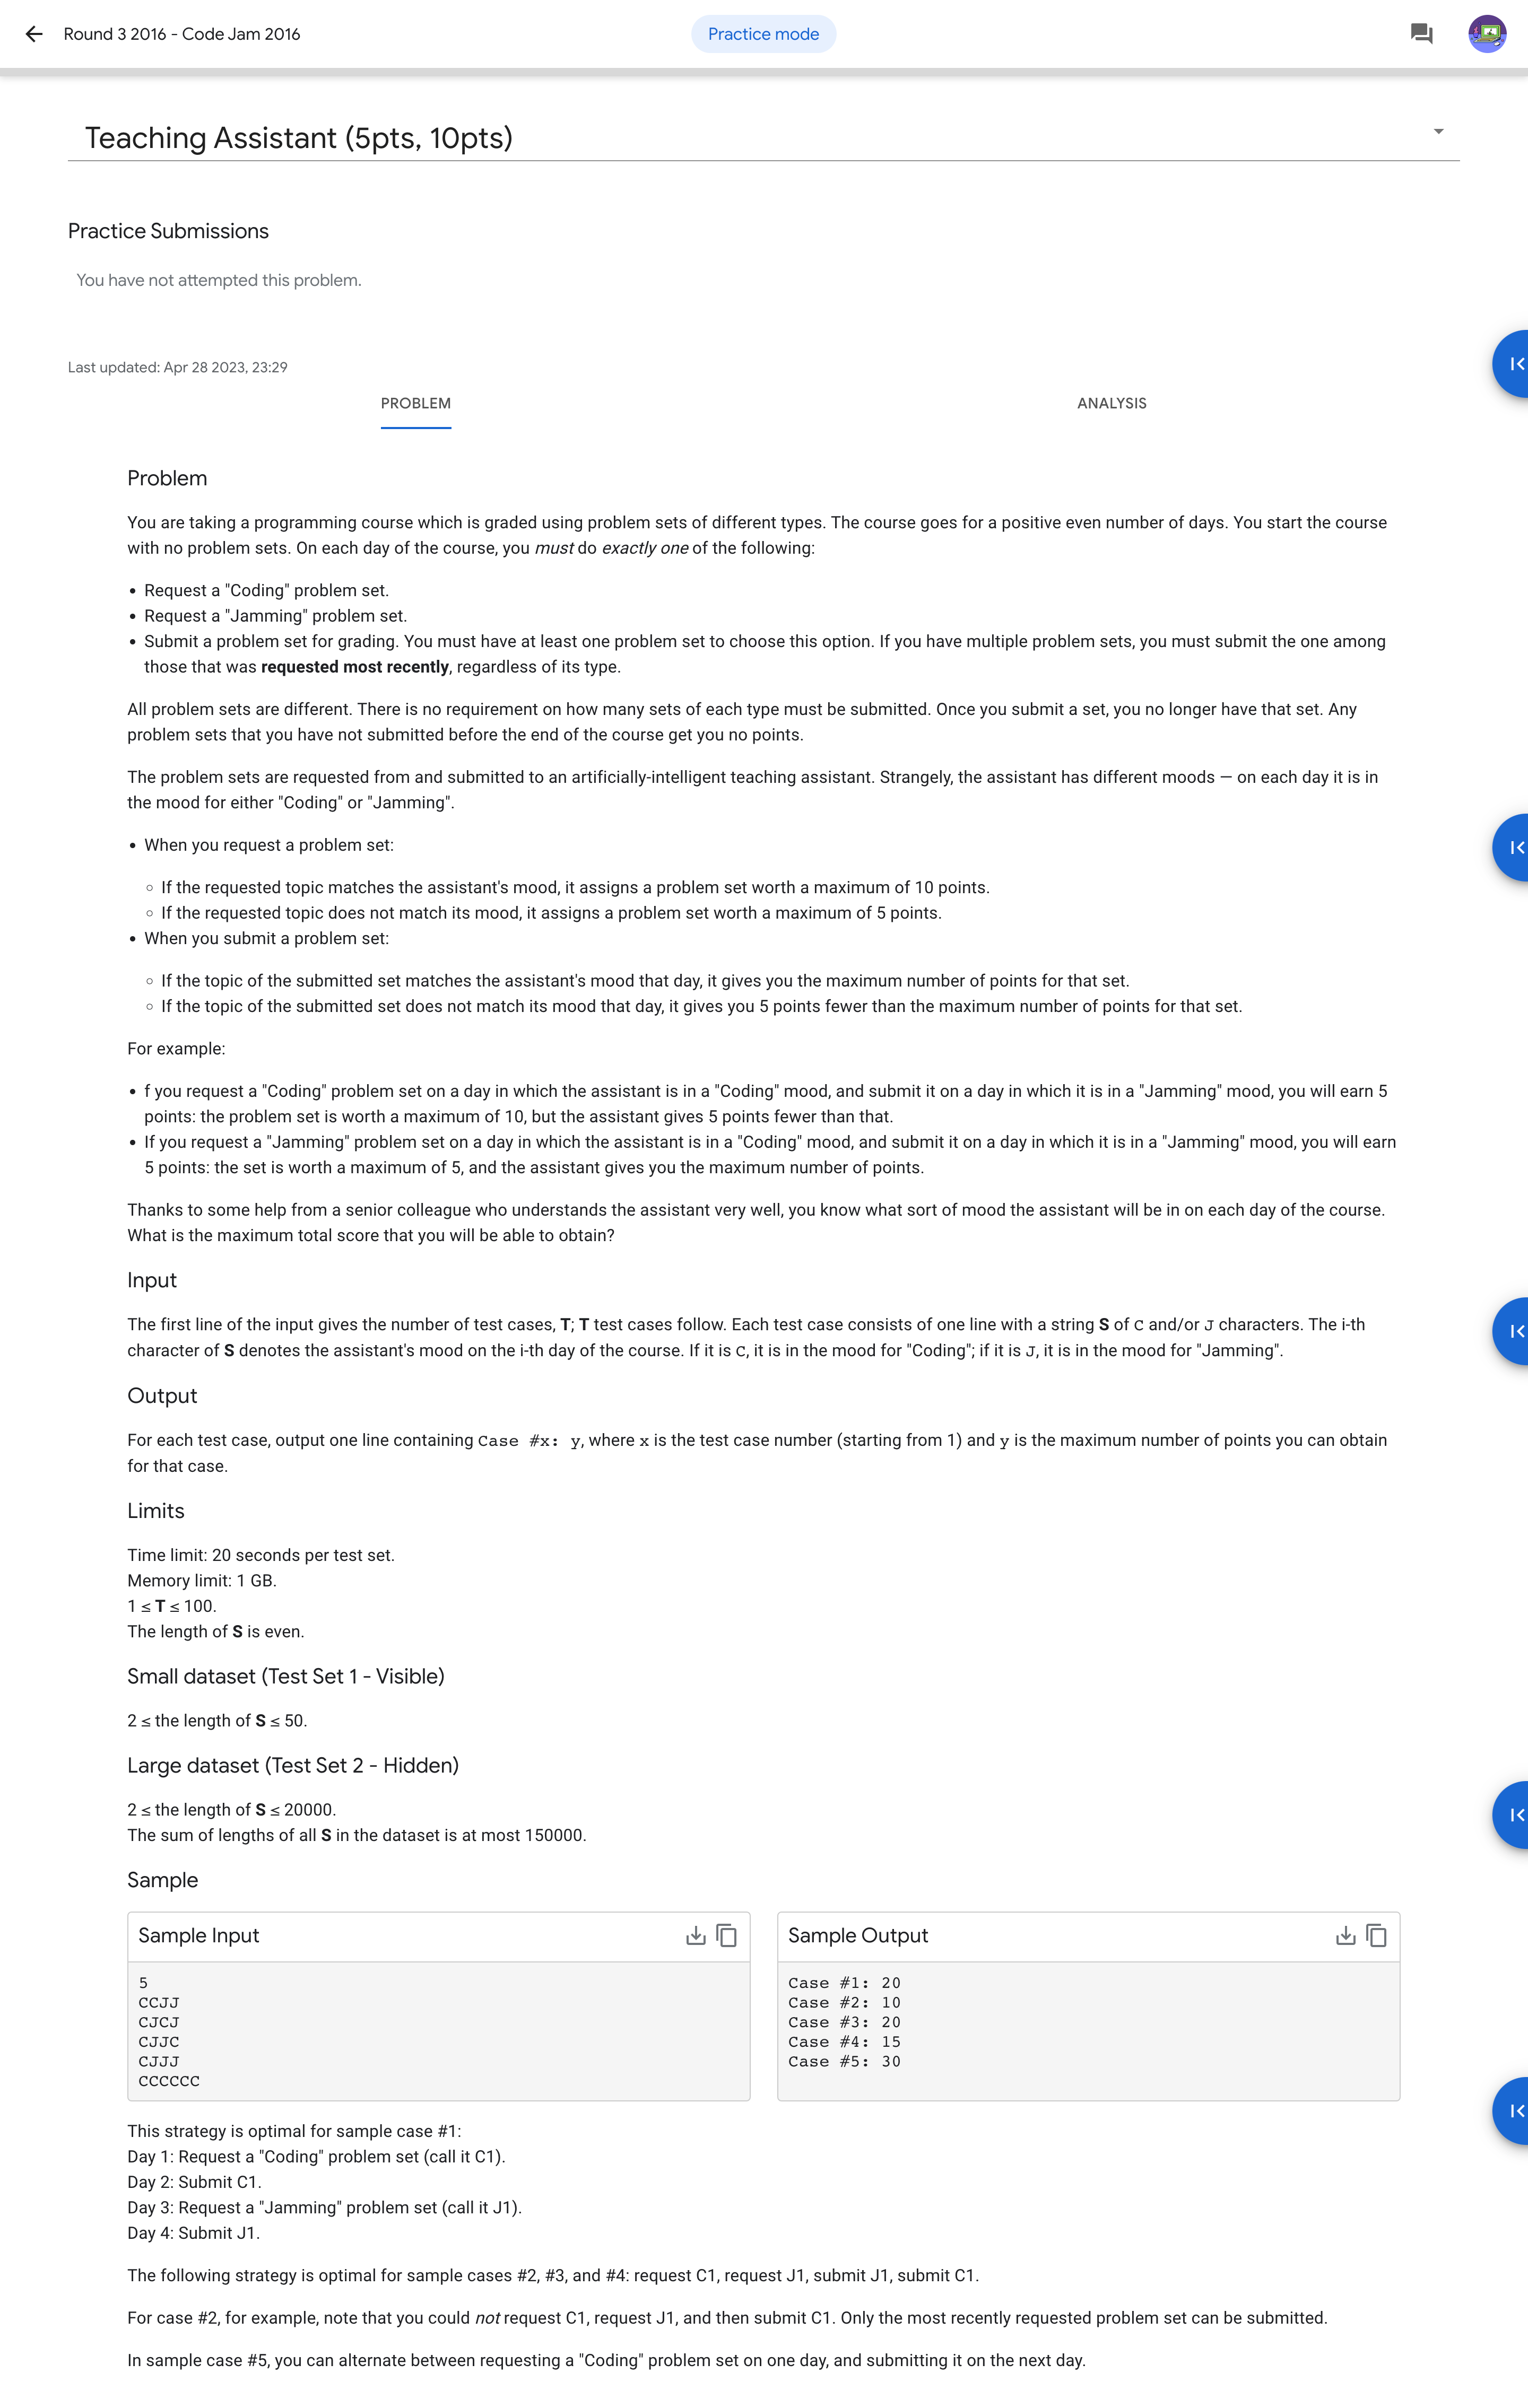 Round 3 2016 - Code Jam 2016
Practice mode
Teaching Assistant (5pts, 10pts)
Practice Submissions
You have not attempted this problem.
Last updated: Apr 28 2023, 23:29
PROBLEM
ANALYSIS
Problem
You are taking a programming course which is graded using problem sets of different types. The course goes for a positive even number of days. You start the course
with no problem sets. On each day of the course, you must do exactly one of the following:
• Request a "Coding" problem set.
• Request a "Jamming" problem set.
• Submit a problem set for grading. You must have at least one problem set to choose this option. If you have multiple problem sets, you must submit the one among
those that was requested most recently, regardless of its type.
All problem sets are different. There is no requirement on how many sets of each type must be submitted. Once you submit a set, you no longer have that set. Any
problem sets that you have not submitted before the end of the course get you no points.
The problem sets are requested from and submitted to an artificially-intelligent teaching assistant. Strangely, the assistant has different moods — on each day it is in
the mood for either "Coding" or "Jamming".
• When you request a problem set:
◦ If the requested topic matches the assistant's mood, it assigns a problem set worth a maximum of 10 points.
◦ If the requested topic does not match its mood, it assigns a problem set worth a maximum of 5 points.
• When you submit a problem set:
◦ If the topic of the submitted set matches the assistant's mood that day, it gives you the maximum number of points for that set.
◦ If the topic of the submitted set does not match its mood that day, it gives you 5 points fewer than the maximum number of points for that set.
For example:
• f you request a "Coding" problem set on a day in which the assistant is in a "Coding" mood, and submit it on a day in which it is in a "Jamming" mood, you will earn 5
points: the problem set is worth a maximum of 10, but the assistant gives 5 points fewer than that.
• If you request a "Jamming" problem set on a day in which the assistant is in a "Coding" mood, and submit it on a day in which it is in a "Jamming" mood, you will earn
5 points: the set is worth a maximum of 5, and the assistant gives you the maximum number of points.
Thanks to some help from a senior colleague who understands the assistant very well, you know what sort of mood the assistant will be in on each day of the course.
What is the maximum total score that you will be able to obtain?
Input
The first line of the input gives the number of test cases, T; T test cases follow. Each test case consists of one line with a string S of C and/or J characters. The i-th
character of S denotes the assistant's mood on the i-th day of the course. If it is C, it is in the mood for "Coding"; if it is J, it is in the mood for "Jamming".
Output
For each test case, output one line containing Case #x: y, where x is the test case number (starting from 1) and y is the maximum number of points you can obtain
for that case.
Limits
Time limit: 20 seconds per test set.
Memory limit: 1 GB.
1 ≤ T ≤ 100.
The length of S is even.
Small dataset (Test Set 1 - Visible)
2 ≤ the length of S ≤ 50.
Large dataset (Test Set 2 - Hidden)
2 ≤ the length of S ≤ 20000.
The sum of lengths of all S in the dataset is at most 150000.
Sample
Sample Input
5
CCJJ
CJCJ
CJJC
CJJJ
CCCCCC
Sample Output
Case #1: 20
Case #2: 10
Case #3: 20
Case #4: 15
Case #5: 30
This strategy is optimal for sample case #1:
Day 1: Request a "Coding" problem set (call it C1).
Day 2: Submit C1.
Day 3: Request a "Jamming" problem set (call it J1).
Day 4: Submit J1.
The following strategy is optimal for sample cases #2, #3, and #4: request C1, request J1, submit J1, submit C1.
For case #2, for example, note that you could not request C1, request J1, and then submit C1. Only the most recently requested problem set can be submitted.
In sample case #5, you can alternate between requesting a "Coding" problem set on one day, and submitting it on the next day.